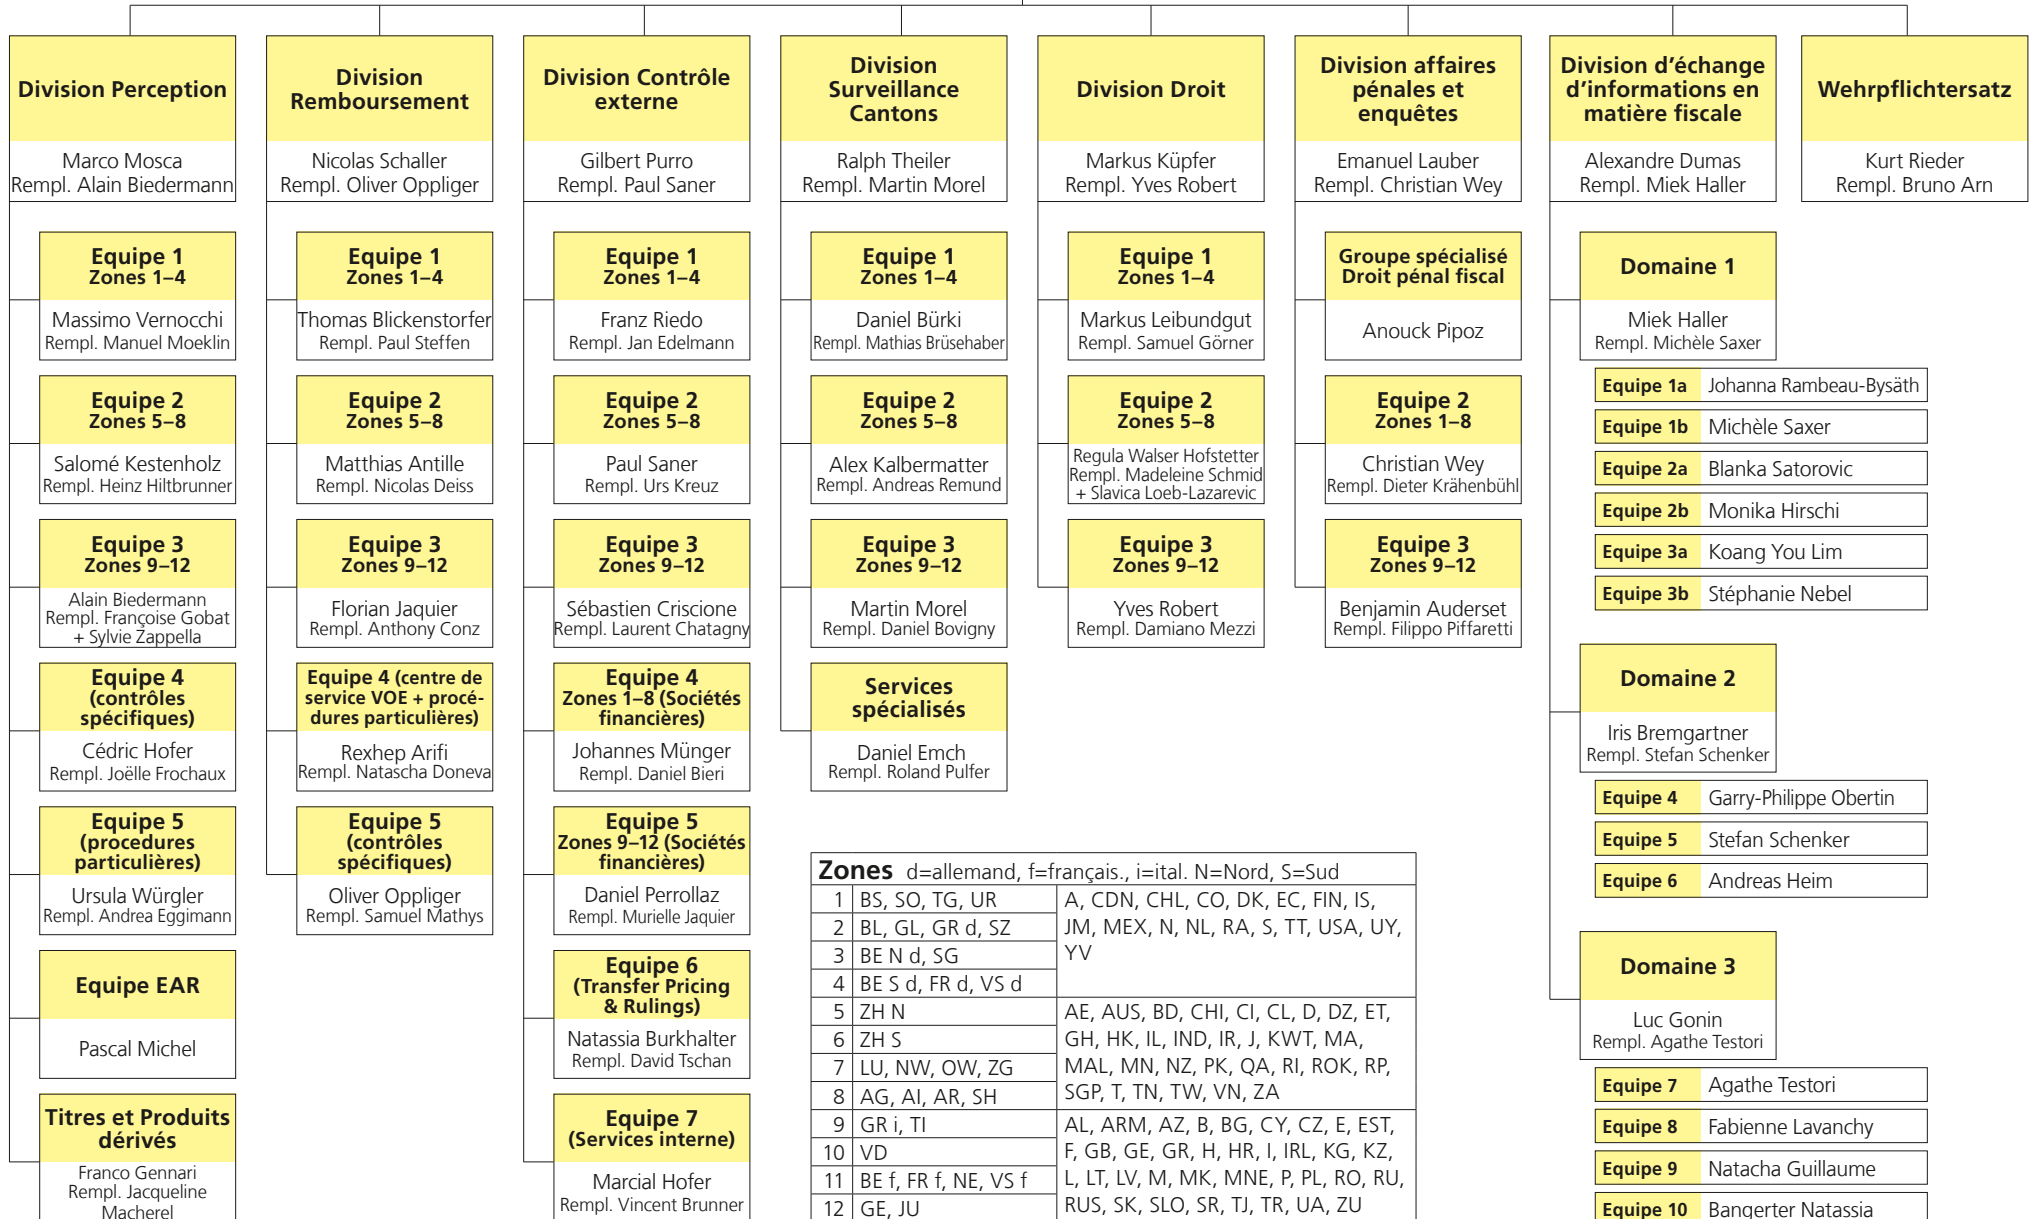 Division Perception
Marco Mosca
Rempl. Alain Biedermann
Equipe 1
Zones 1–4
Massimo Vernocchi
Rempl. Manuel Moeklin
Equipe 2
Zones 5–8
Salomé Kestenholz
Rempl. Heinz Hiltbrunner
Equipe 3
Zones 9–12
Alain Biedermann
Rempl. Françoise Gobat
+ Sylvie Zappella
Equipe 4
(contrôles
spécifiques)
Cédric Hofer
Rempl. Joëlle Frochaux
Equipe 5
(procedures
particulières)
Ursula Würgler
Rempl. Andrea Eggimann
Equipe EAR
Pascal Michel
Titres et Produits
dérivés
Franco Gennari
Rempl. Jacqueline
Macherel
Division
Remboursement
Nicolas Schaller
Rempl. Oliver Oppliger
Equipe 1
Zones 1–4
Thomas Blickenstorfer
Rempl. Paul Steffen
Equipe 2
Zones 5–8
Matthias Antille
Rempl. Nicolas Deiss
Equipe 3
Zones 9–12
Florian Jaquier
Rempl. Anthony Conz
Equipe 4 (centre de
service VOE + procé-
dures particulières)
Rexhep Arifi
Rempl. Natascha Doneva
Equipe 5
(contrôles
spécifiques)
Oliver Oppliger
Rempl. Samuel Mathys
Division Contrôle
externe
Gilbert Purro
Rempl. Paul Saner
Equipe 1
Zones 1–4
Franz Riedo
Rempl. Jan Edelmann
Equipe 2
Zones 5–8
Paul Saner
Rempl. Urs Kreuz
Equipe 3
Zones 9–12
Sébastien Criscione
Rempl. Laurent Chatagny
Equipe 4
Zones 1–8 (Sociétés
financières)
Johannes Münger
Rempl. Daniel Bieri
Equipe 5
Zones 9–12 (Sociétés
financières)
Daniel Perrollaz
Rempl. Murielle Jaquier
Equipe 6
(Transfer Pricing
& Rulings)
Natassia Burkhalter
Rempl. David Tschan
Equipe 7
(Services interne)
Marcial Hofer
Rempl. Vincent Brunner
Division
Surveillance
Cantons
Ralph Theiler
Rempl. Martin Morel
Equipe 1
Zones 1–4
Daniel Bürki
Rempl. Mathias Brüsehaber
Equipe 2
Zones 5–8
Alex Kalbermatter
Rempl. Andreas Remund
Equipe 3
Zones 9–12
Martin Morel
Rempl. Daniel Bovigny
Services
spécialisés
Daniel Emch
Rempl. Roland Pulfer
Division Droit
Markus Küpfer
Rempl. Yves Robert
Equipe 1
Zones 1–4
Markus Leibundgut
Rempl. Samuel Görner
Equipe 2
Zones 5–8
Regula Walser Hofstetter
Rempl. Madeleine Schmid
+ Slavica Loeb-Lazarevic
Equipe 3
Zones 9–12
Yves Robert
Rempl. Damiano Mezzi
Division affaires
pénales et
enquêtes
Emanuel Lauber
Rempl. Christian Wey
Groupe spécialisé
Droit pénal fiscal
Anouck Pipoz
Equipe 2
Zones 1–8
Christian Wey
Rempl. Dieter Krähenbühl
Equipe 3
Zones 9–12
Benjamin Auderset
Rempl. Filippo Piffaretti
Division d'échange
d'informations en
matière fiscale
Alexandre Dumas
Rempl. Miek Haller
Domaine 1
Miek Haller
Rempl. Michèle Saxer
Equipe 1a Johanna Rambeau-Bysäth
Equipe 1b Michèle Saxer
Equipe 2a Blanka Satorovic
Equipe 2b Monika Hirschi
Equipe 3a Koang You Lim
Equipe 3b Stéphanie Nebel
Domaine 2
Iris Bremgartner
Rempl. Stefan Schenker
Equipe 4 Garry-Philippe Obertin
Equipe 5 Stefan Schenker
Equipe 6 Andreas Heim
Domaine 3
Luc Gonin
Rempl. Agathe Testori
Equipe 7 Agathe Testori
Equipe 8 Fabienne Lavanchy
Equipe 9 Natacha Guillaume
Equipe 10 Bangerter Natassia
Wehrpflichtersatz
Kurt Rieder
Rempl. Bruno Arn
Zones d=allemand, f=français., i=ital. N=Nord, S=Sud
1 BS, SO, TG, UR
2 BL, GL, GR d, SZ
3 BE N d, SG
4 BE S d, FR d, VS d
A, CDN, CHL, CO, DK, EC, FIN, IS,
JM, MEX, N, NL, RA, S, TT, USA, UY,
YV
5 ZH N
6 ZH S
7 LU, NW, OW, ZG
8 AG, AI, AR, SH
AE, AUS, BD, CHI, CI, CL, D, DZ, ET,
GH, HK, IL, IND, IR, J, KWT, MA,
MAL, MN, NZ, PK, QA, RI, ROK, RP,
SGP, T, TN, TW, VN, ZA
9 GR i, TI
10 VD
11 BE f, FR f, NE, VS f
12 GE, JU
AL, ARM, AZ, B, BG, CY, CZ, E, EST,
F, GB, GE, GR, H, HR, I, IRL, KG, KZ,
L, LT, LV, M, MK, MNE, P, PL, RO, RU,
RUS, SK, SLO, SR, TJ, TR, UA, ZU